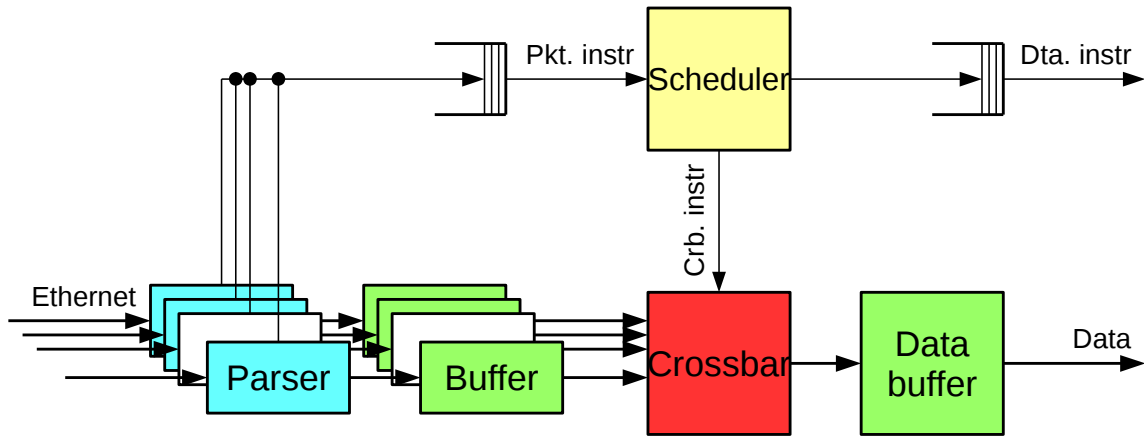 Pkt. instr
Scheduler
Dta. instr
Crb. instr
Ethernet
Parser
Buffer
Crossbar
Data
buffer
Data